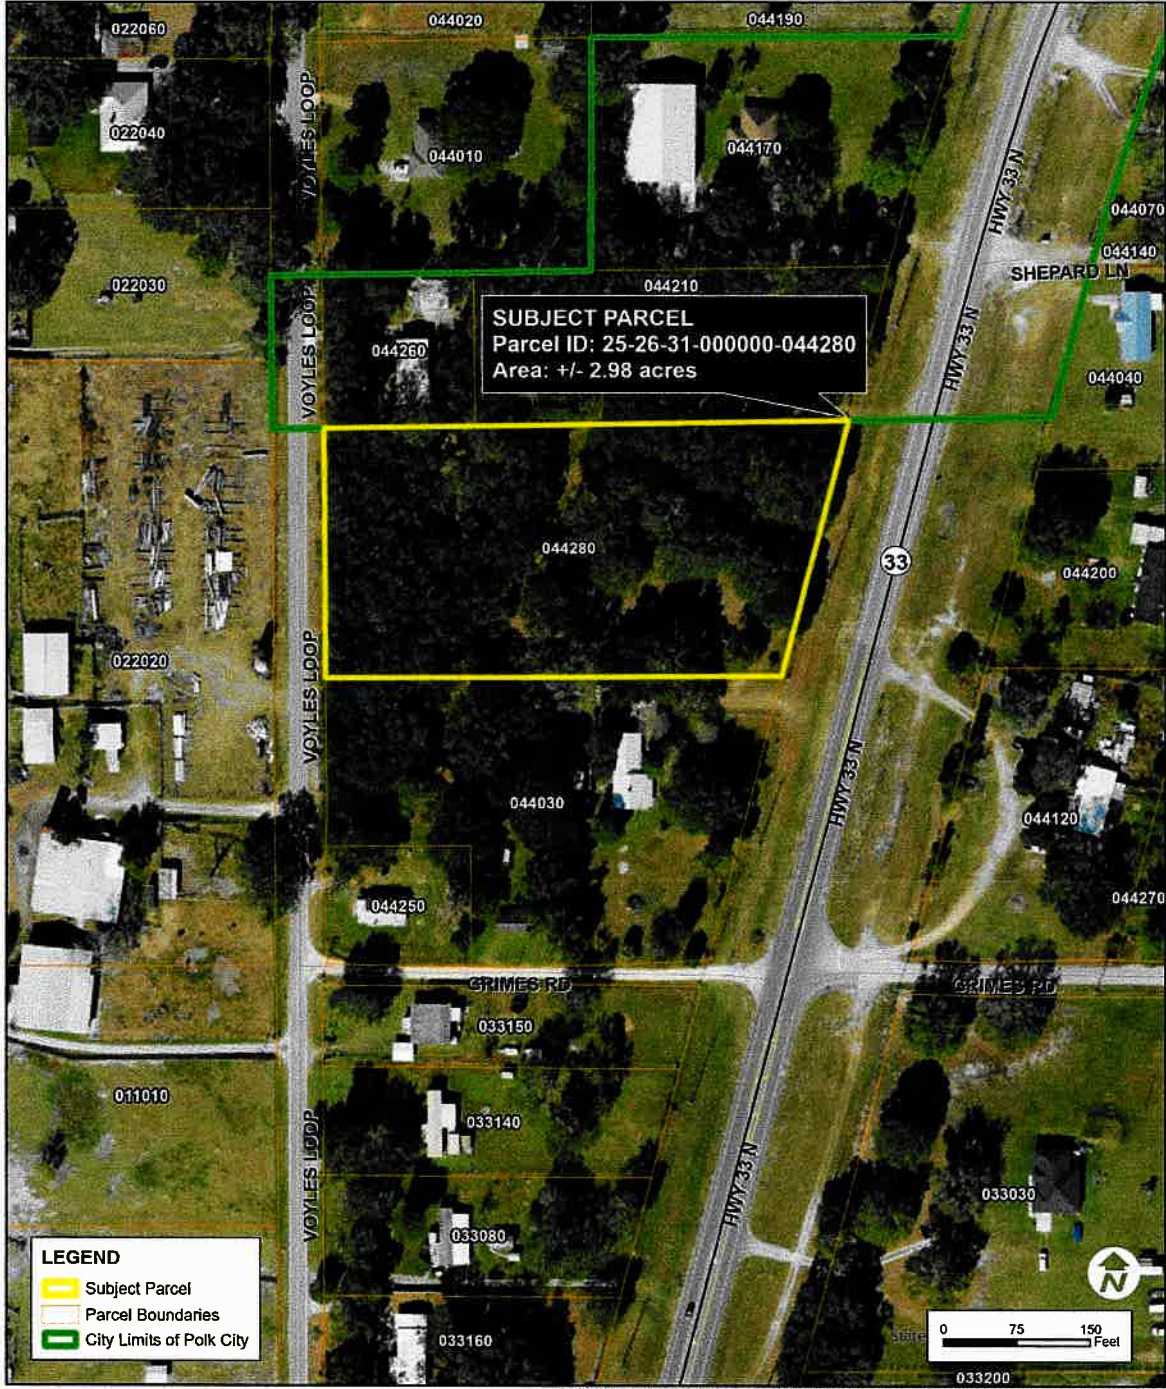 022060
044020
044190
VOYLES LOOP
022040
044010
044170
HWY 33 N
VOYLES LOOP
044070
044140
SHEPARD LN
022030
044210
SUBJECT PARCEL
Parcel ID: 25-26-31-000000-044280
Area: +/- 2.98 acres
VOYLES LOOP
044260
HWY 33 N
044040
044280
33
044200
022020
VOYLES LOOP
HWY 33 N
044030
044120
044250
044270
GRIMES RD
GRIMES RD
033150
011010
033140
VOYLES LOOP
HWY 33 N
033030
033080
LEGEND
Subject Parcel
Parcel Boundaries
City Limits of Polk City
N
033160
0 75 150
Feet
033200